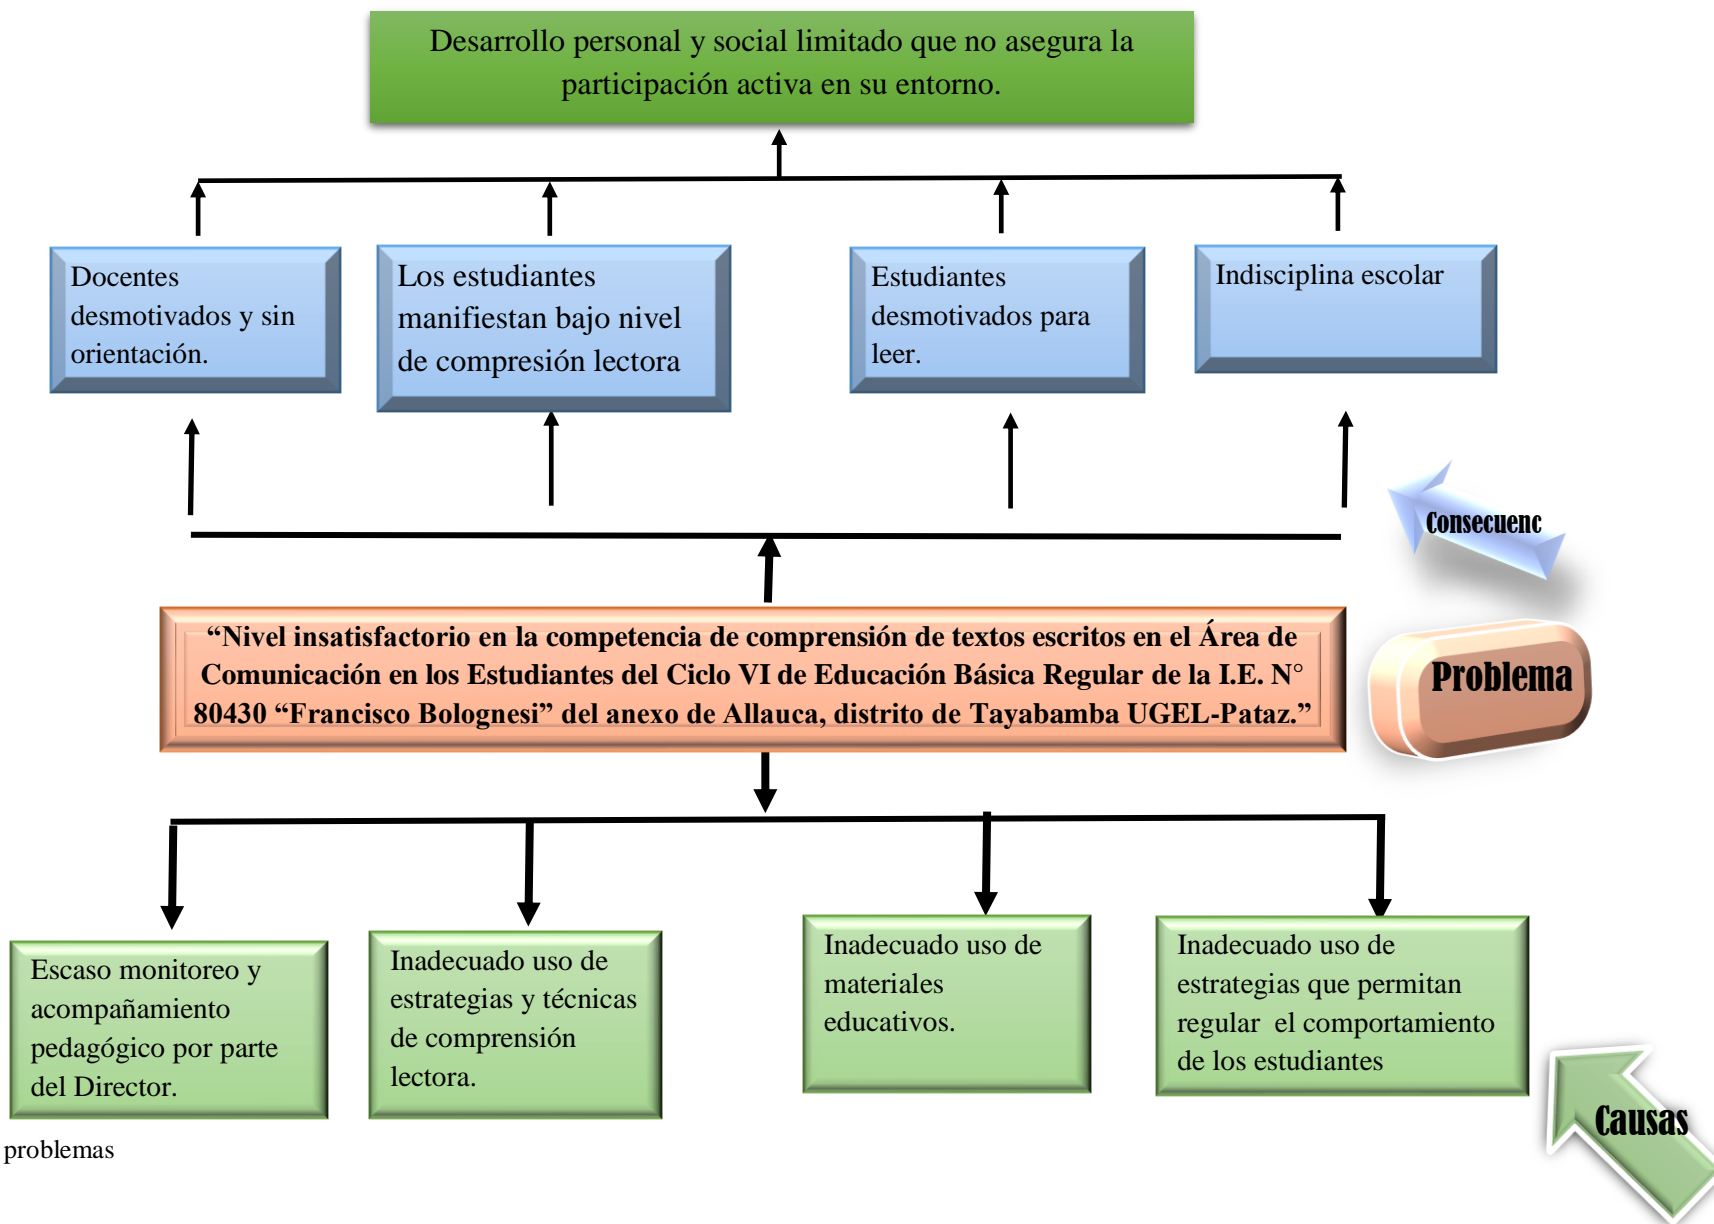 Desarrollo personal y social limitado que no asegura la
participación activa en su entorno.
Docentes
desmotivados y sin
orientación.
Los estudiantes
manifiestan bajo nivel
de compresión lectora
Estudiantes
desmotivados para
leer.
Indisciplina escolar
Consecuenc
“Nivel insatisfactorio en la competencia de comprensión de textos escritos en el Área de
Comunicación en los Estudiantes del Ciclo VI de Educación Básica Regular de la I.E. N°
80430 “Francisco Bolognesi” del anexo de Allauca, distrito de Tayabamba UGEL-Pataz.”
Problema
Escaso monitoreo y
acompañamiento
pedagógico por parte
del Director.
Inadecuado uso de
estrategias y técnicas
de comprensión
lectora.
Inadecuado uso de
materiales
educativos.
Inadecuado uso de
estrategias que permitan
regular  el comportamiento
de los estudiantes
Causas
problemas